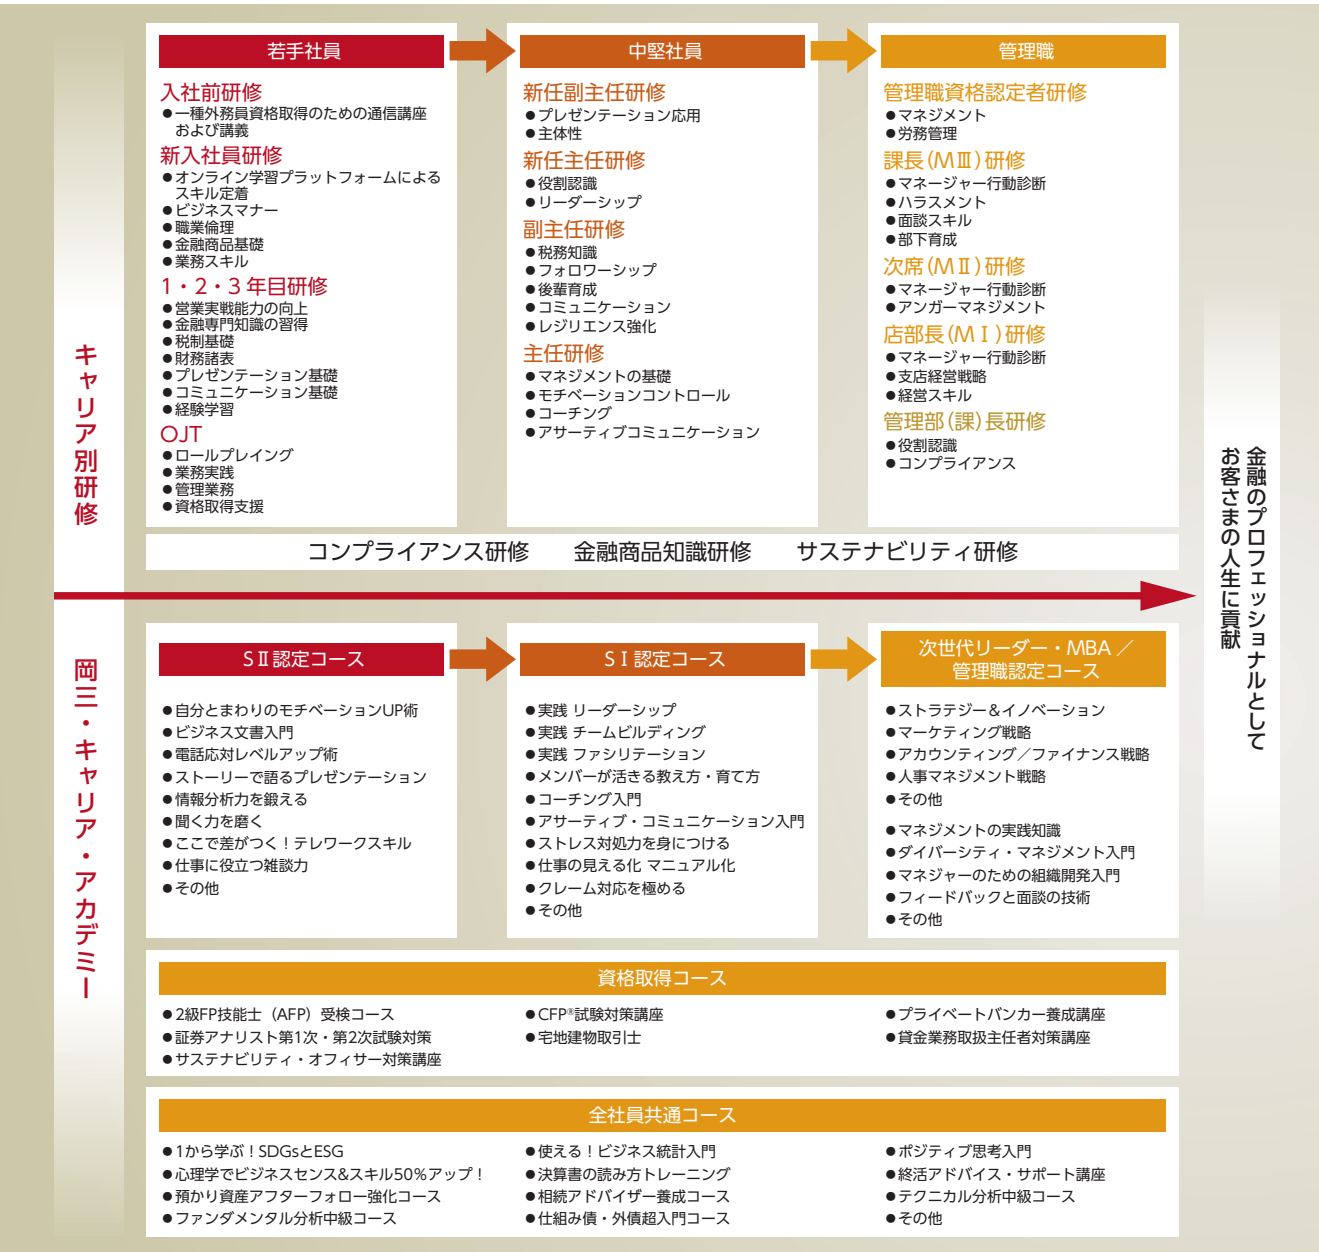 キャリア別研修
若手社員
入社前研修
●一種外務員資格取得のための通信講座
および講義
新入社員研修
●オンライン学習プラットフォームによる
スキル定着
●ビジネスマナー
●職業倫理
●金融商品基礎
●業務スキル
1・2・3年目研修
●営業実戦能力の向上
●金融専門知識の習得
●税制基礎
●財務諸表
●プレゼンテーション基礎
●コミュニケーション基礎
●経験学習
OJT
●ロールプレイング
●業務実践
●管理業務
●資格取得支援
中堅社員
新任副主任研修
●プレゼンテーション応用
●主体性
新任主任研修
●役割認識
●リーダーシップ
副主任研修
●税務知識
●フォロワーシップ
●後輩育成
●コミュニケーション
●レジリエンス強化
主任研修
●マネジメントの基礎
●モチベーションコントロール
●コーチング
●アサーティブコミュニケーション
管理職
管理職資格認定者研修
●マネジメント
●労務管理
課長(MⅢ)研修
●マネージャー行動診断
●ハラスメント
●面談スキル
●部下育成
次席(MⅡ)研修
●マネージャー行動診断
●アンガーマネジメント
店部長(MⅠ)研修
●マネージャー行動診断
●支店経営戦略
●経営スキル
管理部(課)長研修
●役割認識
●コンプライアンス
コンプライアンス研修 金融商品知識研修 サステナビリティ研修
岡三・キャリア・アカデミー
SⅡ認定コース
●自分とまわりのモチベーションUP術
●ビジネス文書入門
●電話応対レベルアップ術
●ストーリーで語るプレゼンテーション
●情報分析力を鍛える
●聞く力を磨く
●ここで差がつく！テレワークスキル
●仕事に役立つ雑談力
●その他
SⅠ認定コース
●実践 リーダーシップ
●実践 チームビルディング
●実践 ファシリテーション
●メンバーが活きる教え方・育て方
●コーチング入門
●アサーティブ・コミュニケーション入門
●ストレス対処力を身につける
●仕事の見える化 マニュアル化
●クレーム対応を極める
●その他
次世代リーダー・MBA／
管理職認定コース
●ストラテジー＆イノベーション
●マーケティング戦略
●アカウンティング／ファイナンス戦略
●人事マネジメント戦略
●その他
●マネジメントの実践知識
●ダイバーシティ・マネジメント入門
●マネジャーのための組織開発入門
●フィードバックと面談の技術
●その他
資格取得コース
●2級FP技能士（AFP）受検コース
●証券アナリスト第1次・第2次試験対策
●サステナビリティ・オフィサー対策講座
●CFP®試験対策講座
●宅地建物取引士
●プライベートバンカー養成講座
●貸金業務取扱主任者対策講座
全社員共通コース
●1から学ぶ！SDGsとESG
●心理学でビジネスセンス&スキル50%アップ！
●預かり資産アフターフォロー強化コース
●ファンダメンタル分析中級コース
●使える！ビジネス統計入門
●決算書の読み方トレーニング
●相続アドバイザー養成コース
●仕組み債・外債超入門コース
●ポジティブ思考入門
●終活アドバイス・サポート講座
●テクニカル分析中級コース
●その他
金融のプロフェッショナルとして
お客さまの人生に貢献